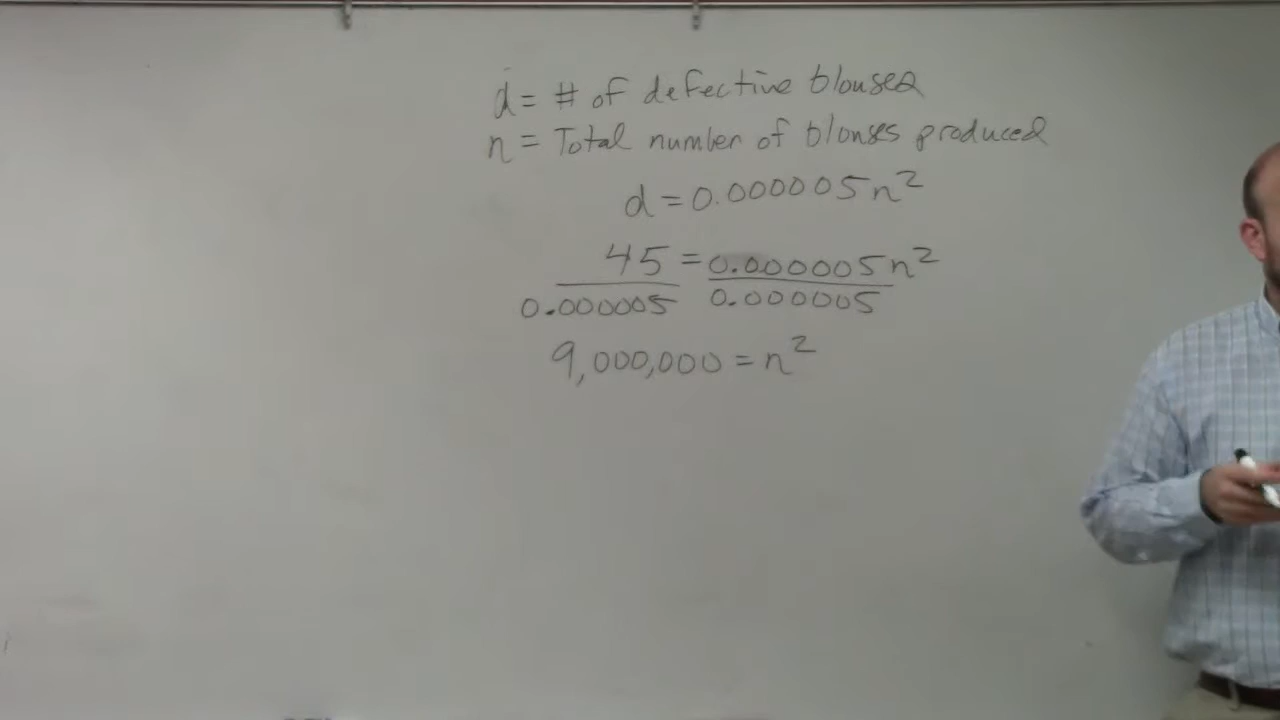 d = # of defective blouses
n = Total number of blouses produced
d = 0.000005n²
45 = 0.000005n²
0.000005 0.000005
9,000,000 = n²